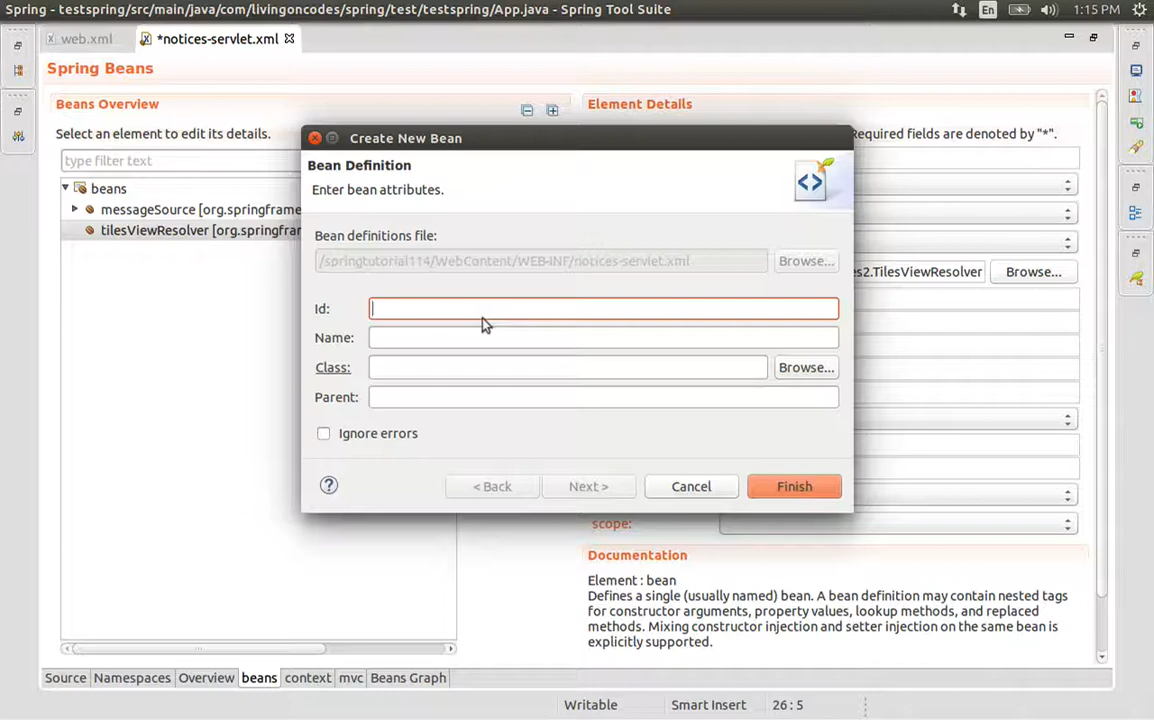 Spring - testspring/src/main/java/com/livingoncodes/spring/test/testspring/App.java - Spring Tool Suite
En
1:15 PM
web.xml
*notices-servlet.xml
Spring Beans
Beans Overview
Element Details
Select an element to edit its details.
Required fields are denoted by "*".
type filter text
beans
messageSource [org.springframe
tilesViewResolver [org.springfra
Create New Bean
Bean Definition
Enter bean attributes.
Bean definitions file:
/springtutorial114/WebContent/WEB-INF/notices-servlet.xml
Browse...
Id:
Name:
Class:
Browse...
Parent:
Ignore errors
< Back
Next >
Cancel
Finish
es2.TilesViewResolver
Browse...
scope:
Documentation
Element : bean
Defines a single (usually named) bean. A bean definition may contain nested tags
for constructor arguments, property values, lookup methods, and replaced
methods. Mixing constructor injection and setter injection on the same bean is
explicitly supported.
Source
Namespaces
Overview
beans
context
mvc
Beans Graph
Writable
Smart Insert
26 : 5